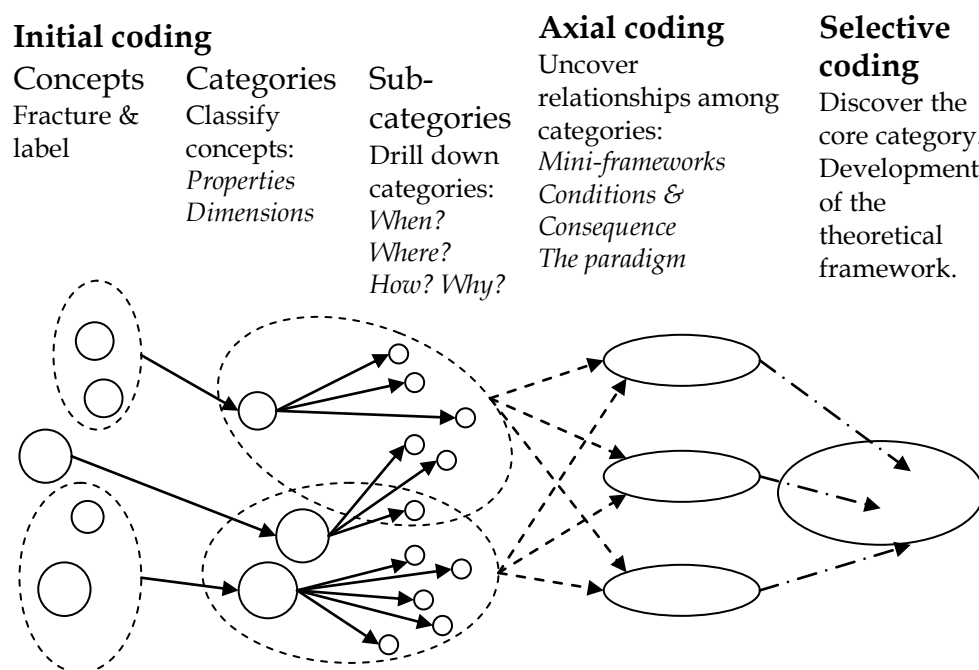 Initial coding
Concepts
Fracture &
label
Categories
Classify
concepts:
Properties
Dimensions
Sub-
categories
Drill down
categories:
When?
Where?
How? Why?
Axial coding
Uncover
relationships among
categories:
Mini-frameworks
Conditions &
Consequence
The paradigm
Selective
coding
Discover the
core category.
Development
of the
theoretical
framework.